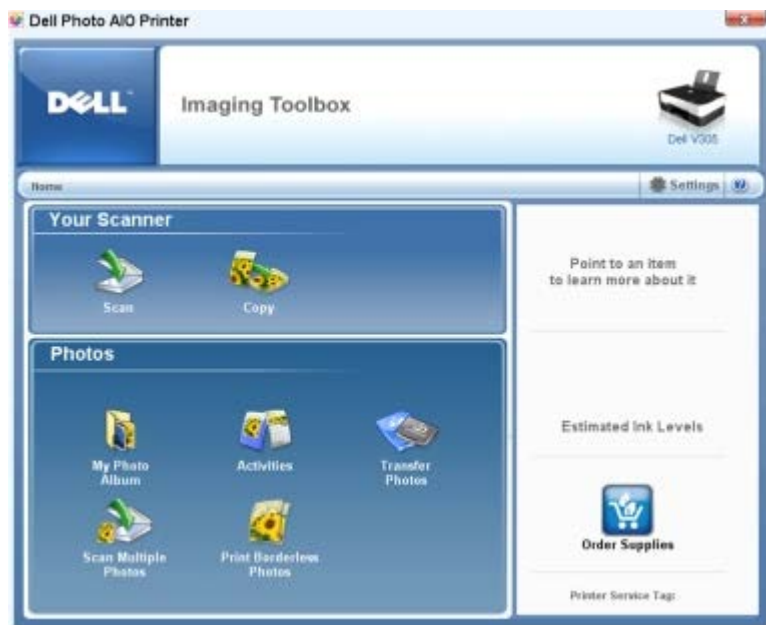 Dell Photo AIO Printer
DELL
Imaging Toolbox
Dell V305
Home
Settings
?
Your Scanner
Scan
Copy
Point to an item
to learn more about it
Photos
My Photo
Album
Activities
Transfer
Photos
Scan Multiple
Photos
Print Borderless
Photos
Estimated Ink Levels
Order Supplies
Printer Service Tag: